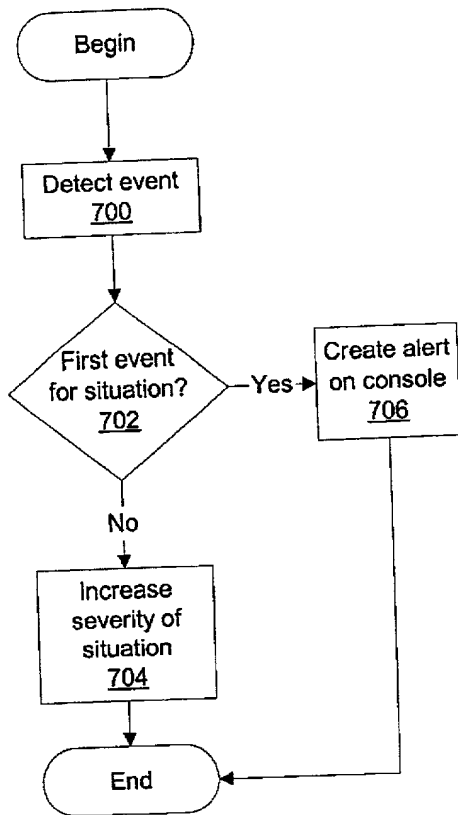 Begin
Detect event
700
First event
for situation?
702
Yes
Create alert
on console
706
No
Increase
severity of
situation
704
End